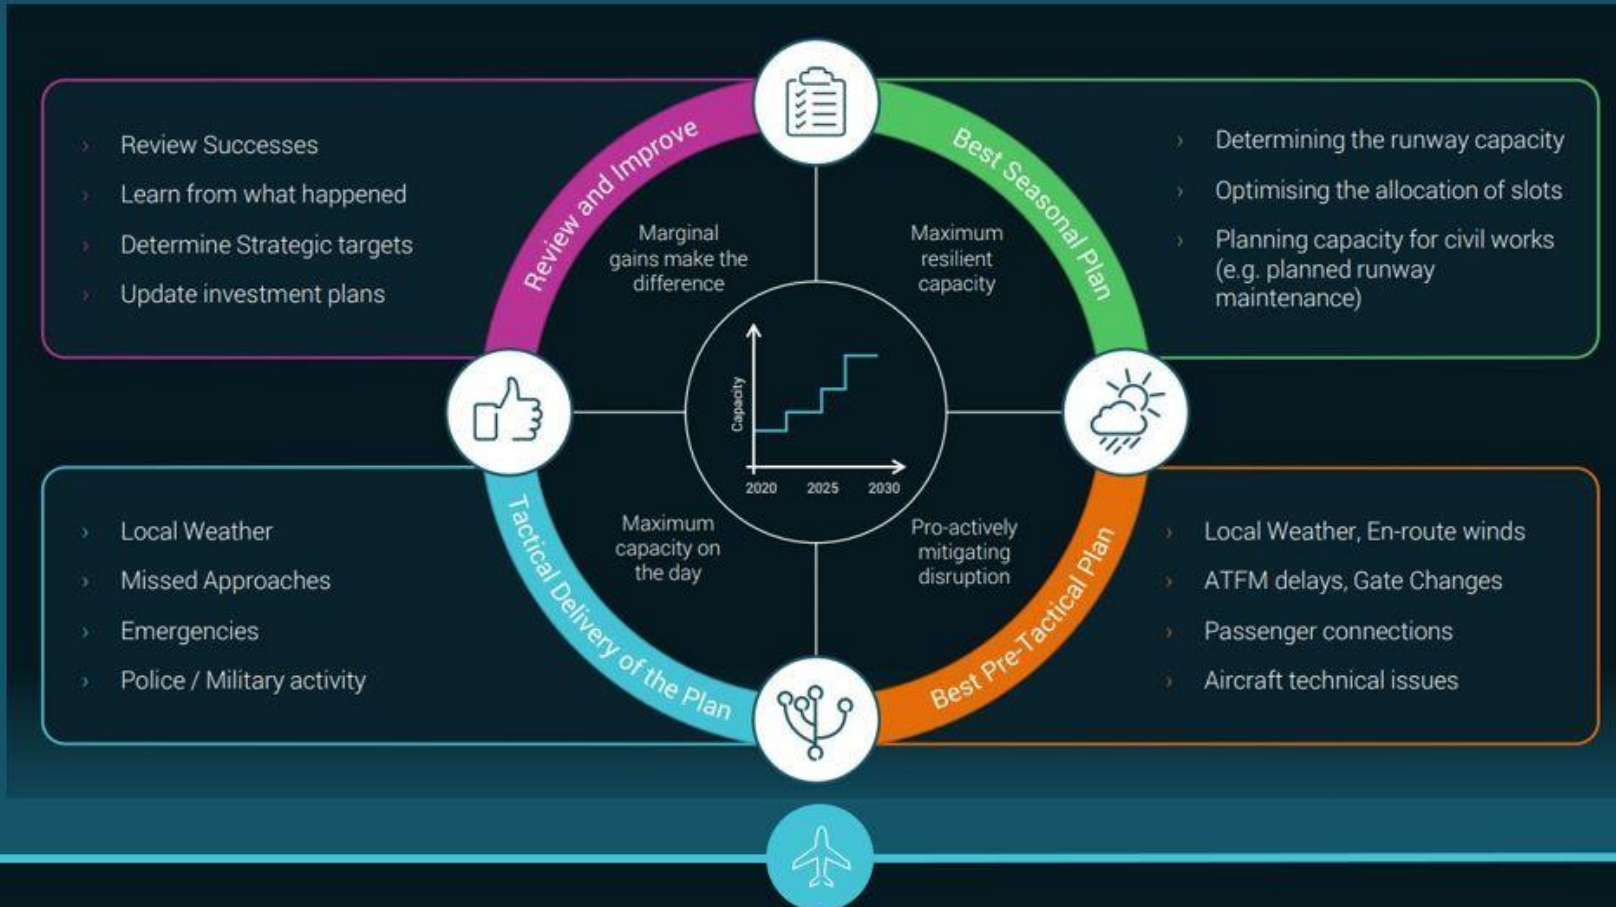 Review Successes
Learn from what happened
Determine Strategic targets
Update investment plans
Review and Improve
Marginal
gains make the
difference
Best Seasonal Plan
Maximum
resilient
capacity
Determining the runway capacity
Optimising the allocation of slots
Planning capacity for civil works
(e.g. planned runway
maintenance)
Capacity
2020 2025 2030
Local Weather
Missed Approaches
Emergencies
Police / Military activity
Tactical Delivery of the Plan
Maximum
capacity on
the day
Pro-actively
mitigating
disruption
Best Pre-Tactical Plan
Local Weather, En-route winds
ATFM delays, Gate Changes
Passenger connections
Aircraft technical issues